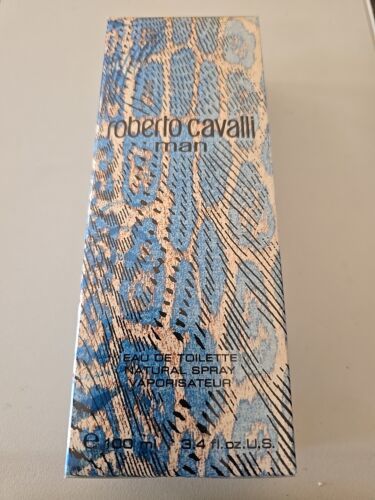 roberto cavalli
man
EAU DE TOILETTE
NATURAL SPRAY
VAPORISATEUR
℮ 100 ml 3.4 fl.oz.U.S.